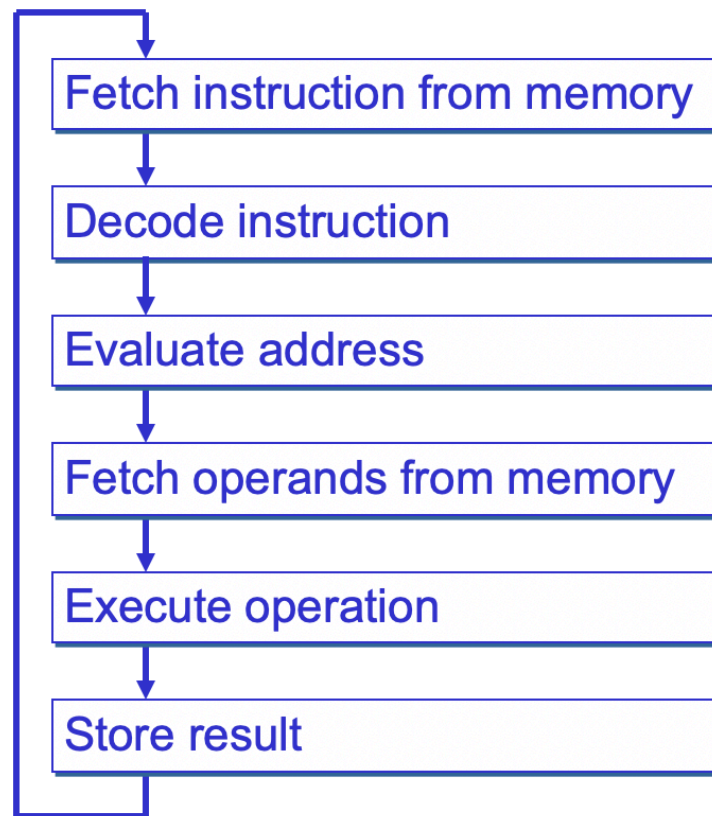 Fetch instruction from memory
Decode instruction
Evaluate address
Fetch operands from memory
Execute operation
Store result